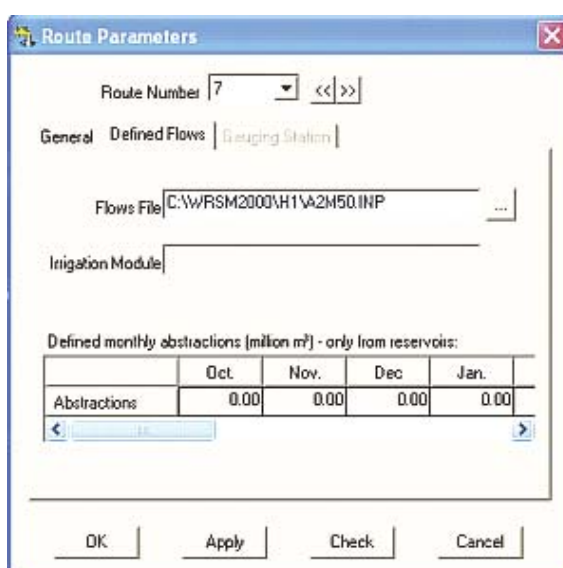 Route Parameters
Route Number 7 << >>
General Defined Flows Gauging Station
Flows File C:\WRSM2000\H1\A2M50.INP ...
Irrigation Module
Defined monthly abstractions (million m³) - only from reservoirs:
Oct. Nov. Dec Jan.
Abstractions 0.00 0.00 0.00 0.00
OK Apply Check Cancel